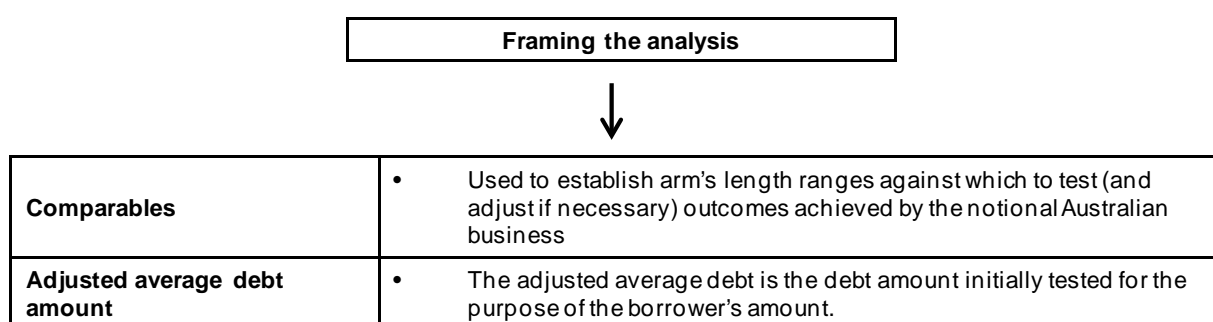 Framing the analysis
Comparables
• Used to establish arm's length ranges against which to test (and
adjust if necessary) outcomes achieved by the notional Australian
business
Adjusted average debt
amount
• The adjusted average debt is the debt amount initially tested for the
purpose of the borrower's amount.